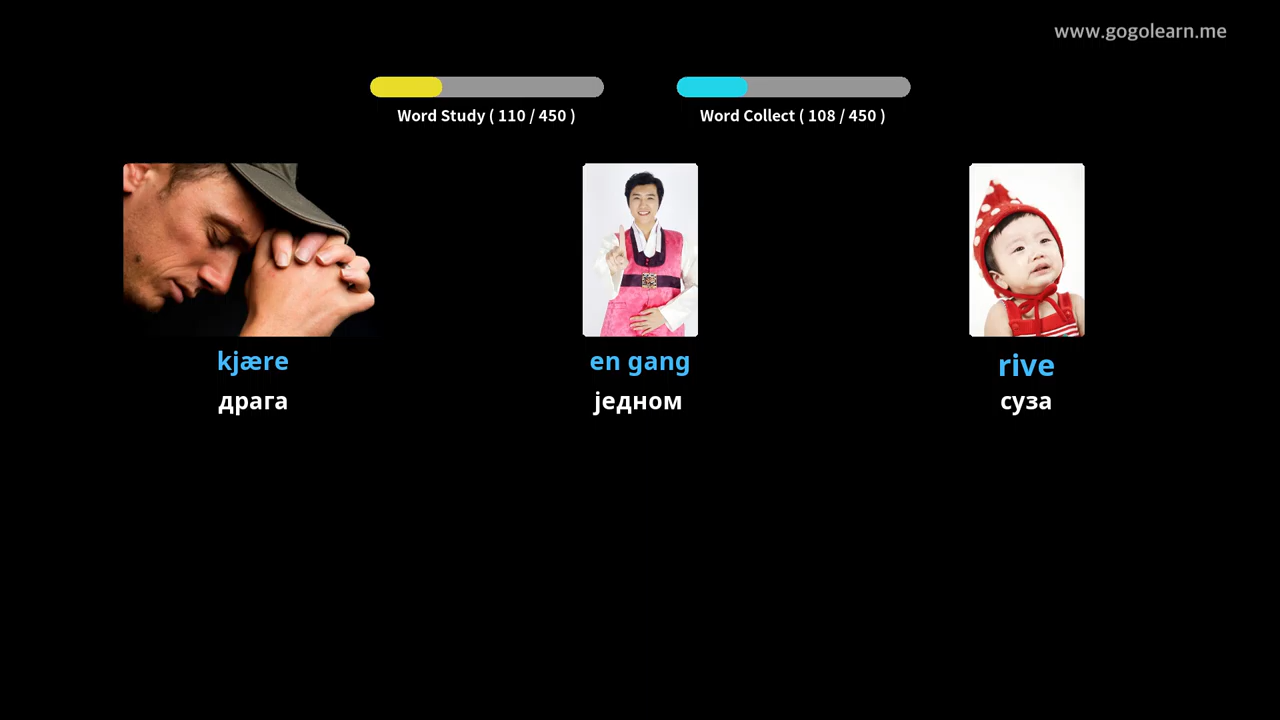 www.gogolearn.me
Word Study ( 110 / 450 )
Word Collect ( 108 / 450 )
kjære
en gang
rive
драга
једном
суза